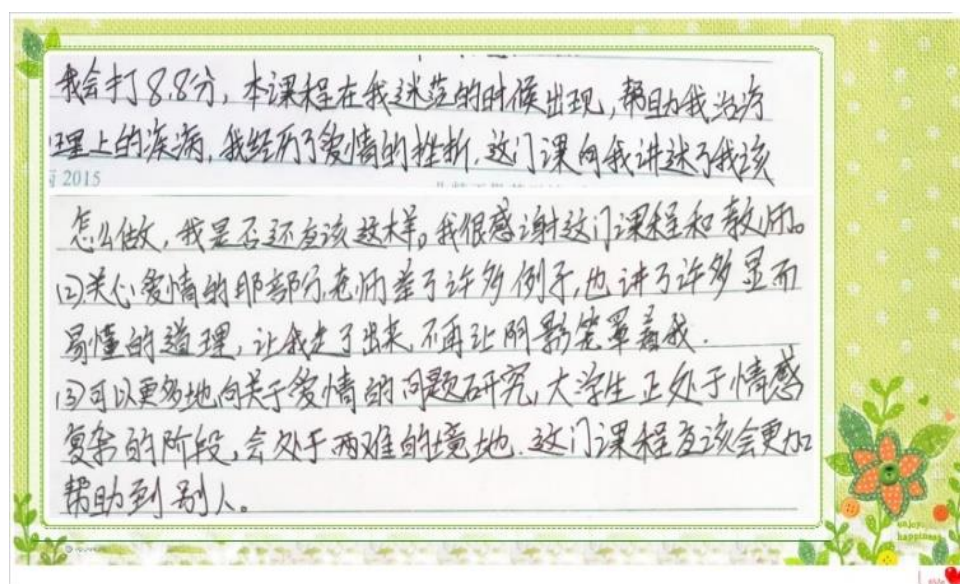 我会打8.8分，本课程在我迷茫的时候出现，帮助我治疗
理上的疾病，我经历了爱情的挫折，这门课向我讲述了我该
2015
怎么做，我是否还应该这样。我很感谢这门课程和教师。
(2)关心爱情的那部分，老师举了许多例子，也讲了许多显而
易懂的道理，让我走了出来，不再让阴影笼罩着我.
(3)可以更多地向关于爱情的问题研究，大学生正处于情感
复杂的阶段，会处于两难的境地.这门课程应该会更加
帮助到别人。
enjoy
happiness